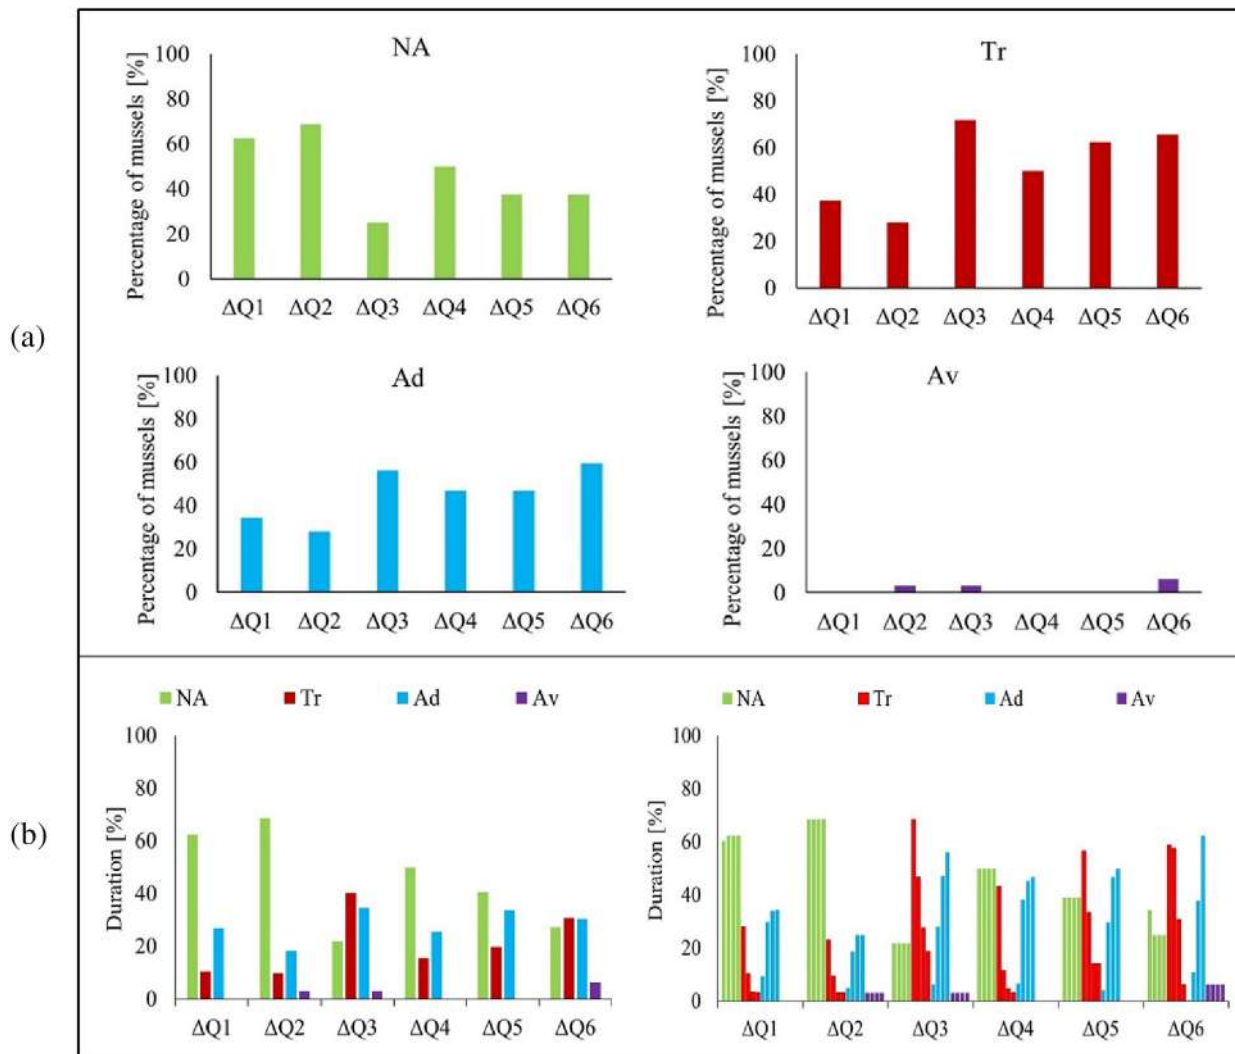 (a)
NA
Percentage of mussels [%]
100
80
60
40
20
0
ΔQ1 ΔQ2 ΔQ3 ΔQ4 ΔQ5 ΔQ6
Tr
Percentage of mussels [%]
100
80
60
40
20
0
ΔQ1 ΔQ2 ΔQ3 ΔQ4 ΔQ5 ΔQ6
Ad
Percentage of mussels [%]
100
80
60
40
20
0
ΔQ1 ΔQ2 ΔQ3 ΔQ4 ΔQ5 ΔQ6
Av
Percentage of mussels [%]
100
80
60
40
20
0
ΔQ1 ΔQ2 ΔQ3 ΔQ4 ΔQ5 ΔQ6
(b)
NA Tr Ad Av
Duration [%]
100
80
60
40
20
0
ΔQ1 ΔQ2 ΔQ3 ΔQ4 ΔQ5 ΔQ6
NA Tr Ad Av
Duration [%]
100
80
60
40
20
0
ΔQ1 ΔQ2 ΔQ3 ΔQ4 ΔQ5 ΔQ6